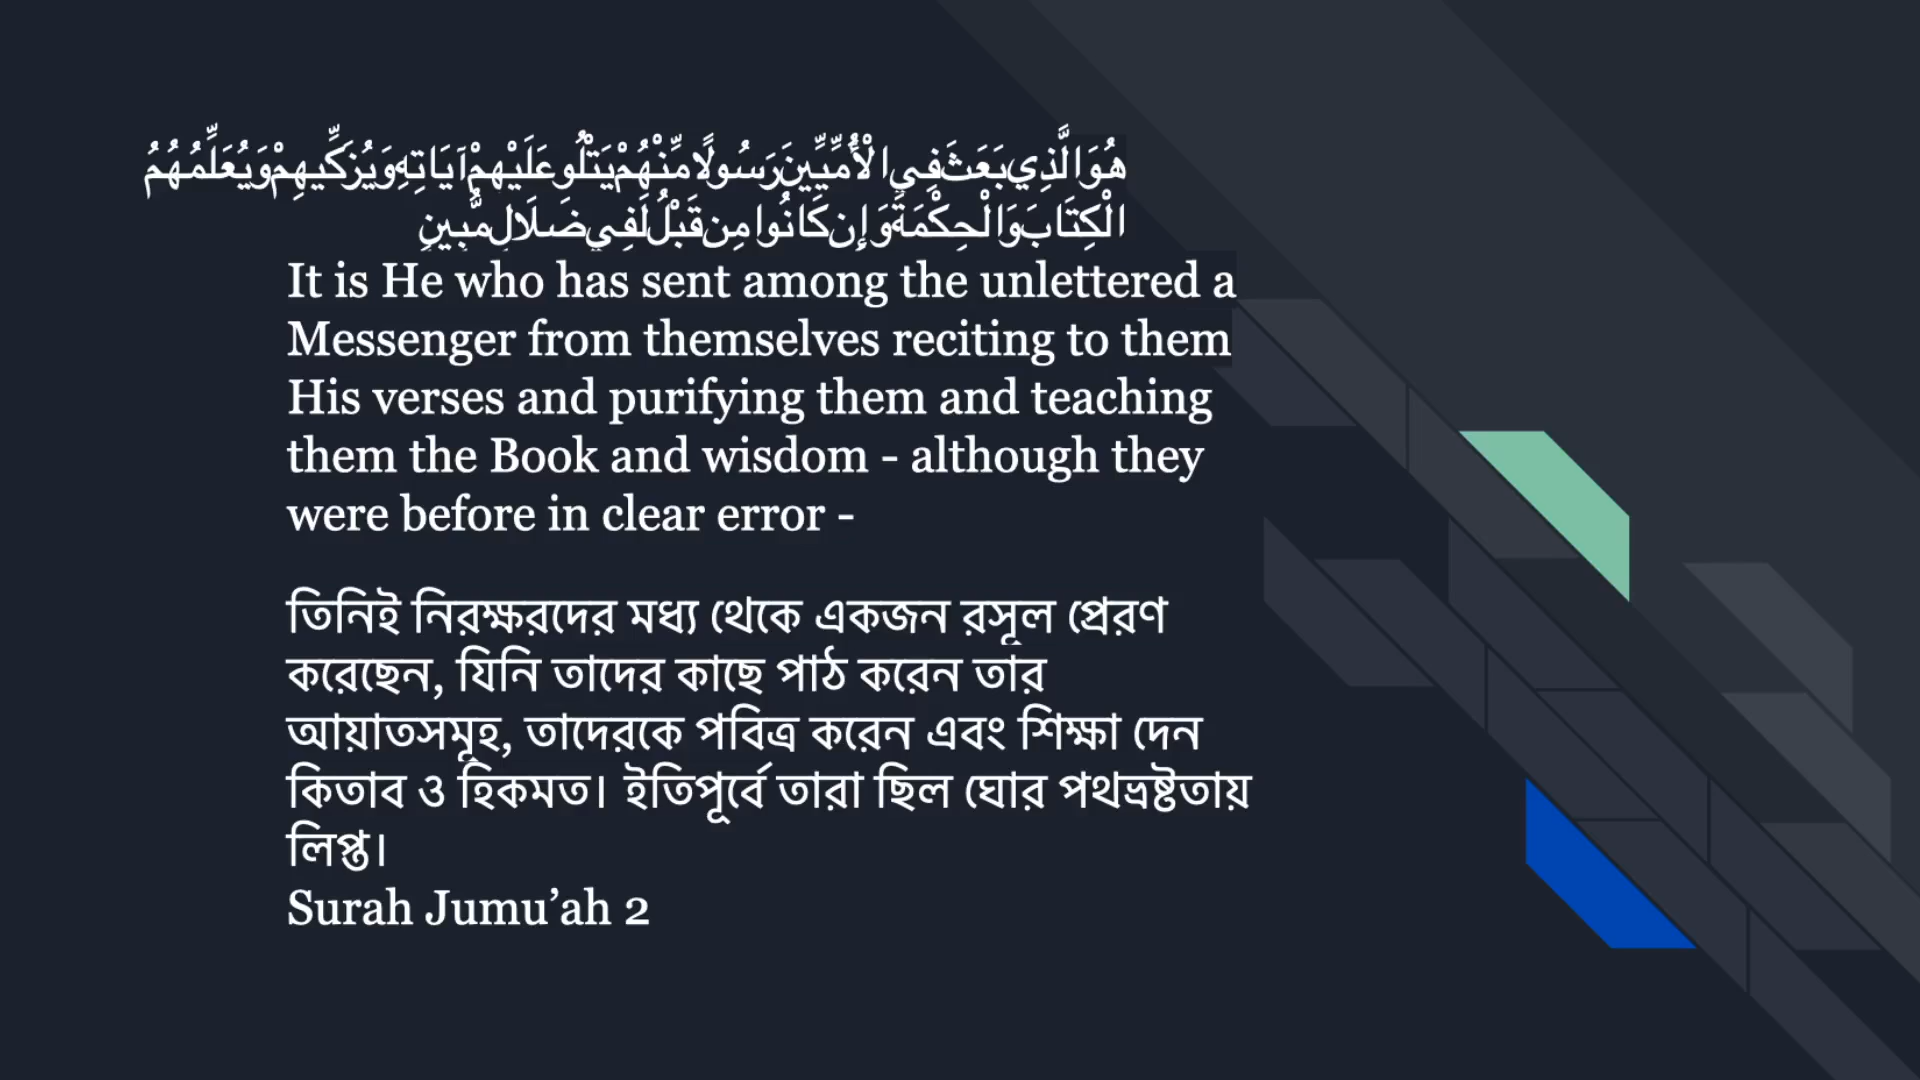 هُوَ الَّذِي بَعَثَ فِي الْأُمِّيِّينَ رَسُولًا مِّنْهُمْ يَتْلُو عَلَيْهِمْ آيَاتِهِ وَيُزَكِّيهِمْ وَيُعَلِّمُهُمُ
الْكِتَابَ وَالْحِكْمَةَ وَإِن كَانُوا مِن قَبْلُ لَفِي ضَلَالٍ مُّبِينٍ
It is He who has sent among the unlettered a
Messenger from themselves reciting to them
His verses and purifying them and teaching
them the Book and wisdom - although they
were before in clear error -
তিনিই নিরক্ষরদের মধ্য থেকে একজন রসূল প্রেরণ
করেছেন, যিনি তাদের কাছে পাঠ করেন তার
আয়াতসমূহ, তাদেরকে পবিত্র করেন এবং শিক্ষা দেন
কিতাব ও হিকমত। ইতিপূর্বে তারা ছিল ঘোর পথভ্রষ্টতায়
লিপ্ত।
Surah Jumu’ah 2